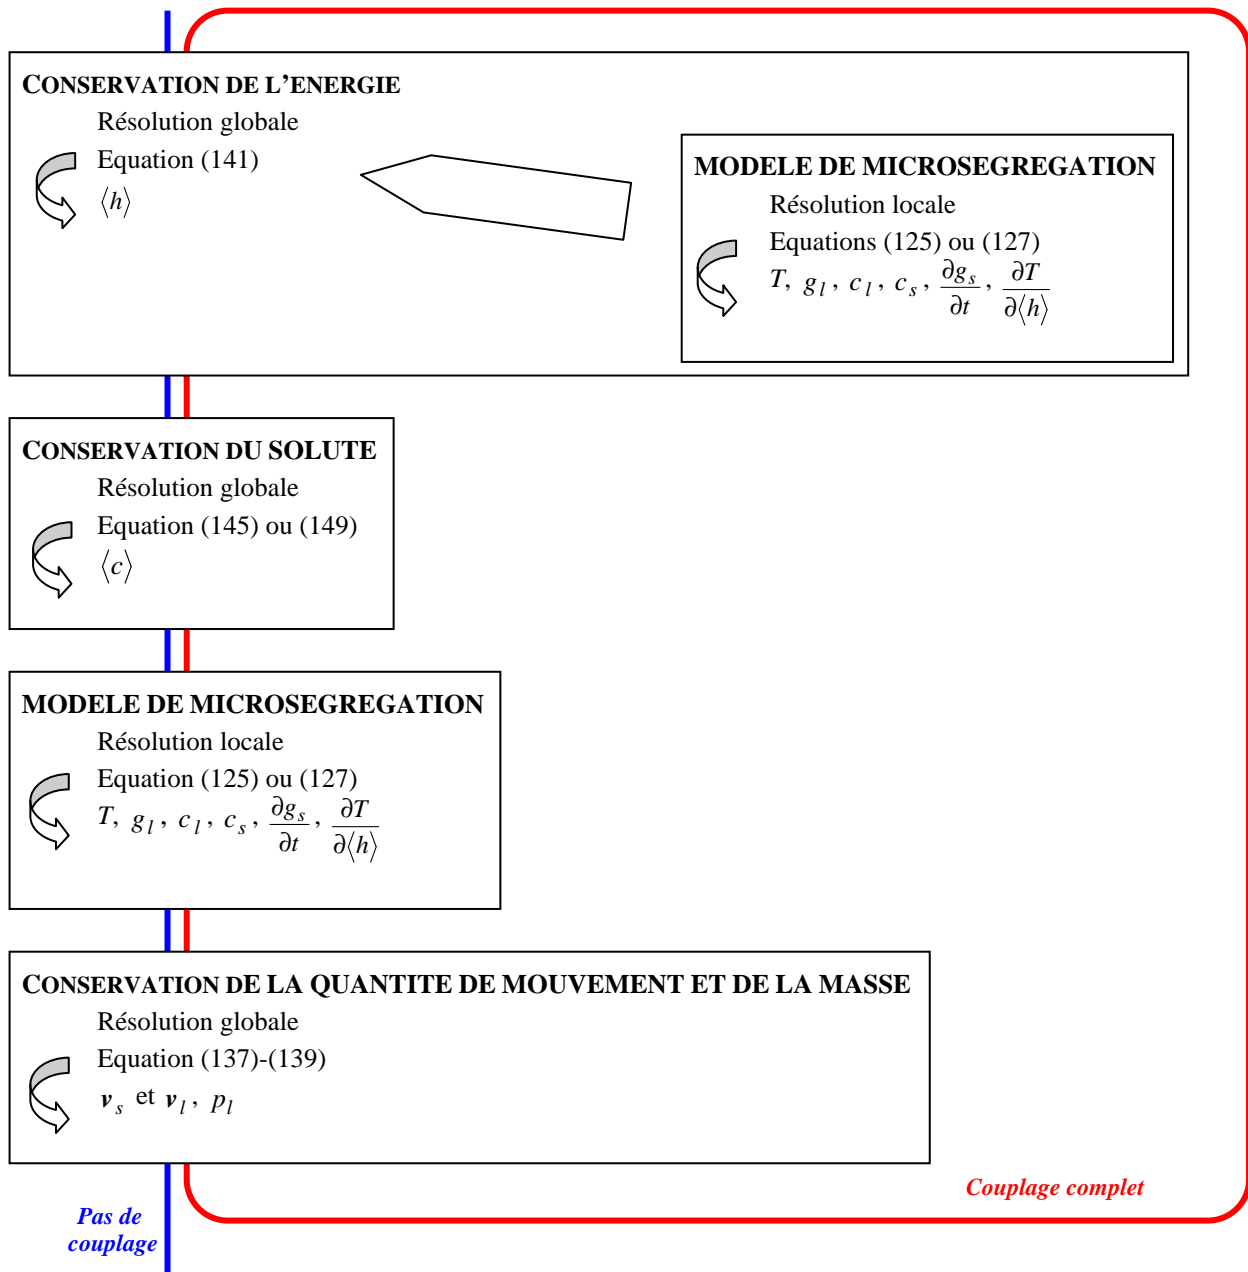 CONSERVATION DE L’ENERGIE
Résolution globale
Equation (141)
⟨h⟩
MODELE DE MICROSEGREGATION
Résolution locale
Equations (125) ou (127)
T, g_l, c_l, c_s, ∂g_s/∂t, ∂T/∂⟨h⟩
CONSERVATION DU SOLUTE
Résolution globale
Equation (145) ou (149)
⟨c⟩
MODELE DE MICROSEGREGATION
Résolution locale
Equation (125) ou (127)
T, g_l, c_l, c_s, ∂g_s/∂t, ∂T/∂⟨h⟩
CONSERVATION DE LA QUANTITE DE MOUVEMENT ET DE LA MASSE
Résolution globale
Equation (137)-(139)
v_s et v_l, p_l
Couplage complet
Pas de
couplage